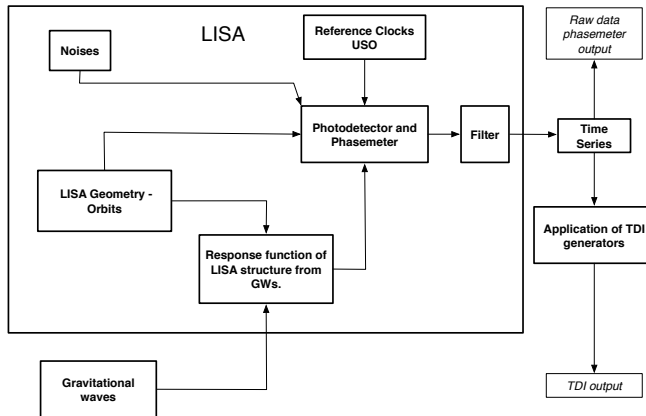 LISA
Noises
Reference Clocks
USO
Raw data
phasemeter
output
Photodetector and
Phasemeter
Filter
Time
Series
LISA Geometry -
Orbits
Response function of
LISA structure from
GWs.
Application of TDI
generators
Gravitational
waves
TDI output